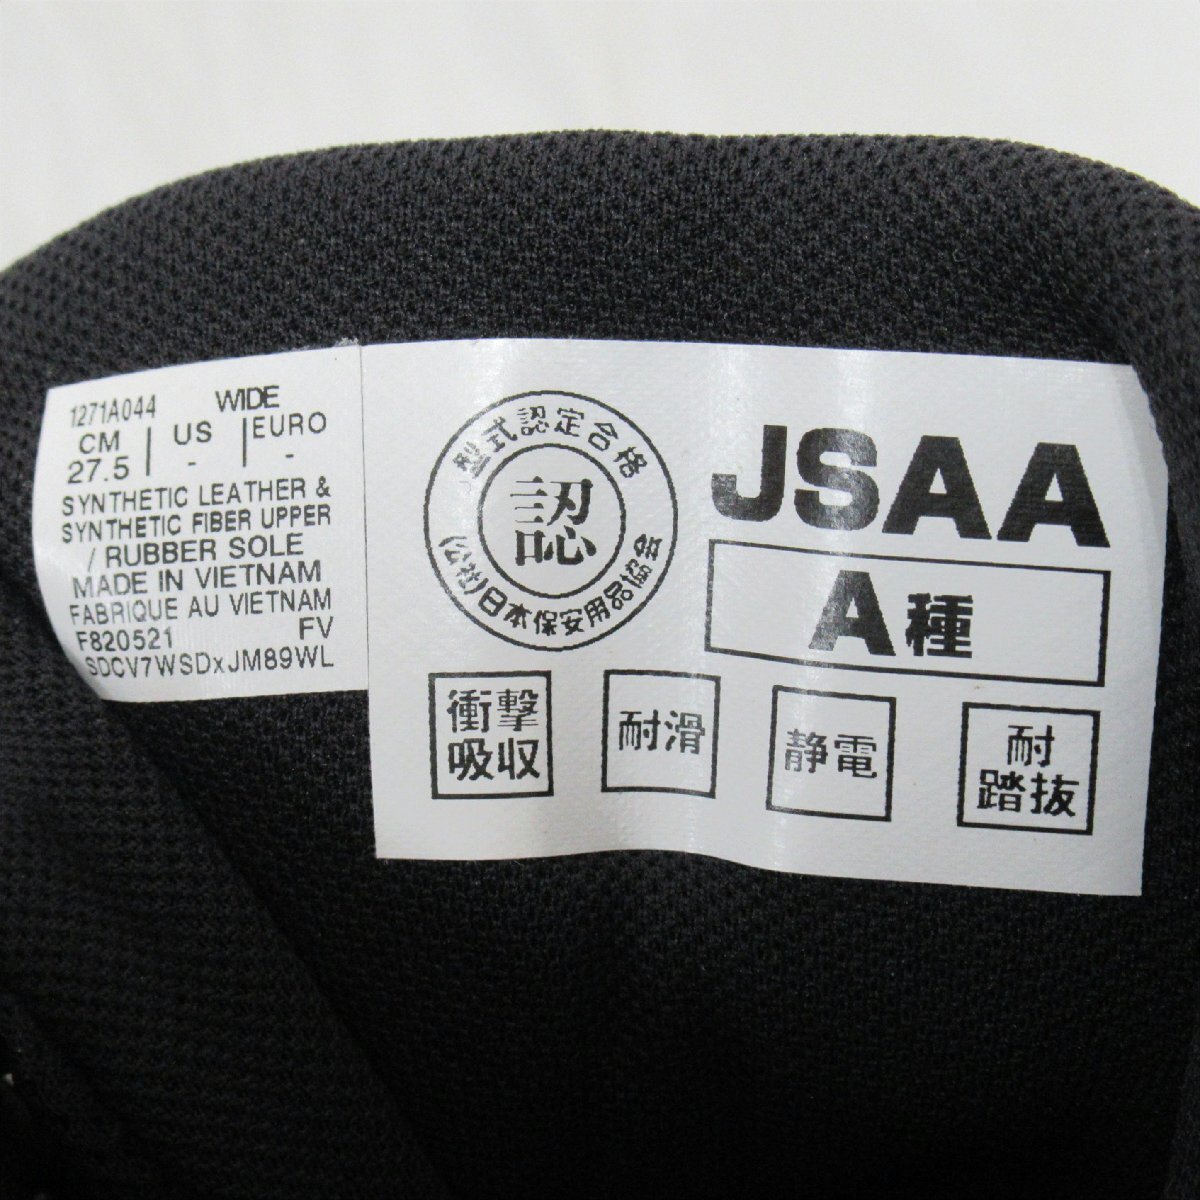 1271A044 WIDE
CM | US | EURO
27.5 | - | -
SYNTHETIC LEATHER &
SYNTHETIC FIBER UPPER
/ RUBBER SOLE
MADE IN VIETNAM
FABRIQUE AU VIETNAM
F820521 FV
SDCV7WSDxJM89WL
型式認定合格
認
(公社)日本保安用品協会
JSAA
A種
衝撃
吸収
耐滑
静電
耐
踏抜